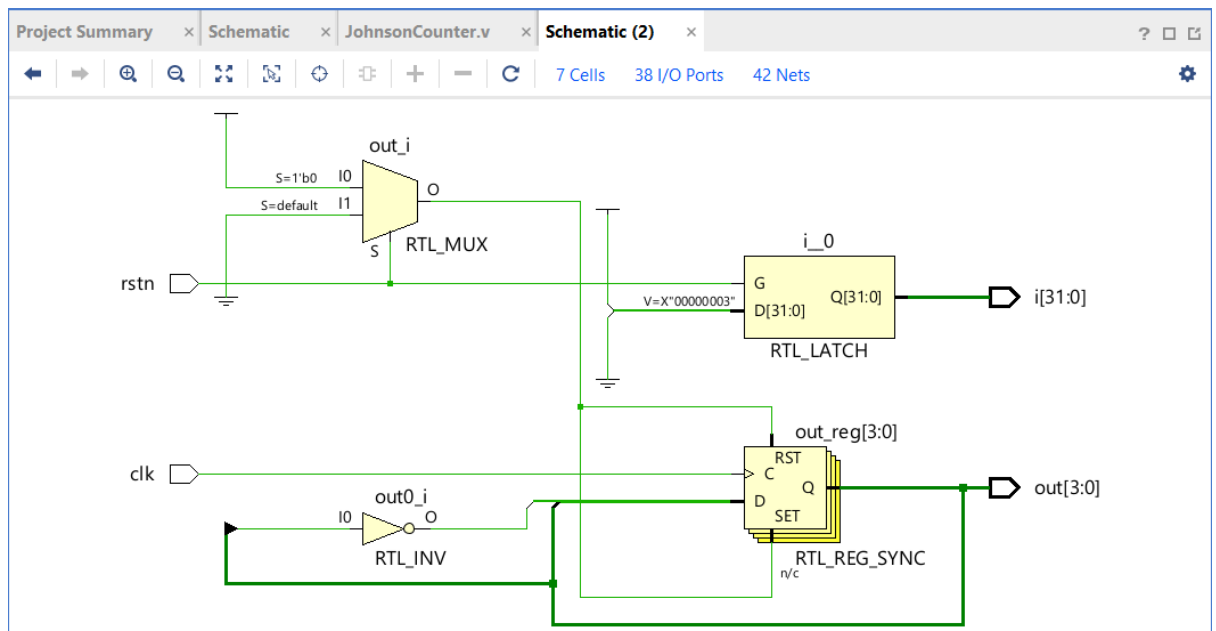 Project Summary × Schematic × JohnsonCounter.v × Schematic (2) × ?
7 Cells 38 I/O Ports 42 Nets
out_i
S=1'b0 I0
O
S=default I1
S
RTL_MUX
i__0
rstn
G
V=X"00000003"
D[31:0]
Q[31:0]
i[31:0]
RTL_LATCH
out_reg[3:0]
RST
clk
C
Q
out[3:0]
out0_i
D
I0
O
SET
RTL_INV
RTL_REG_SYNC
n/c